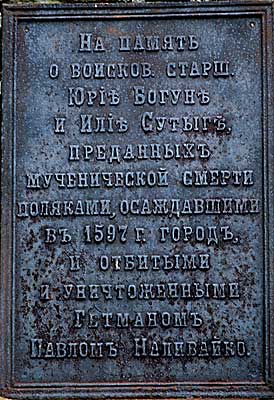 На память
о войсков. старш.
Юріѣ Богунѣ
и Иліѣ Сутыгѣ,
преданныхъ
мученической смерти
поляками, осаждавшими
въ 1597 г. городъ,
и отбитыми
и уничтоженными
Гетманомъ
Павломъ Наливайко.